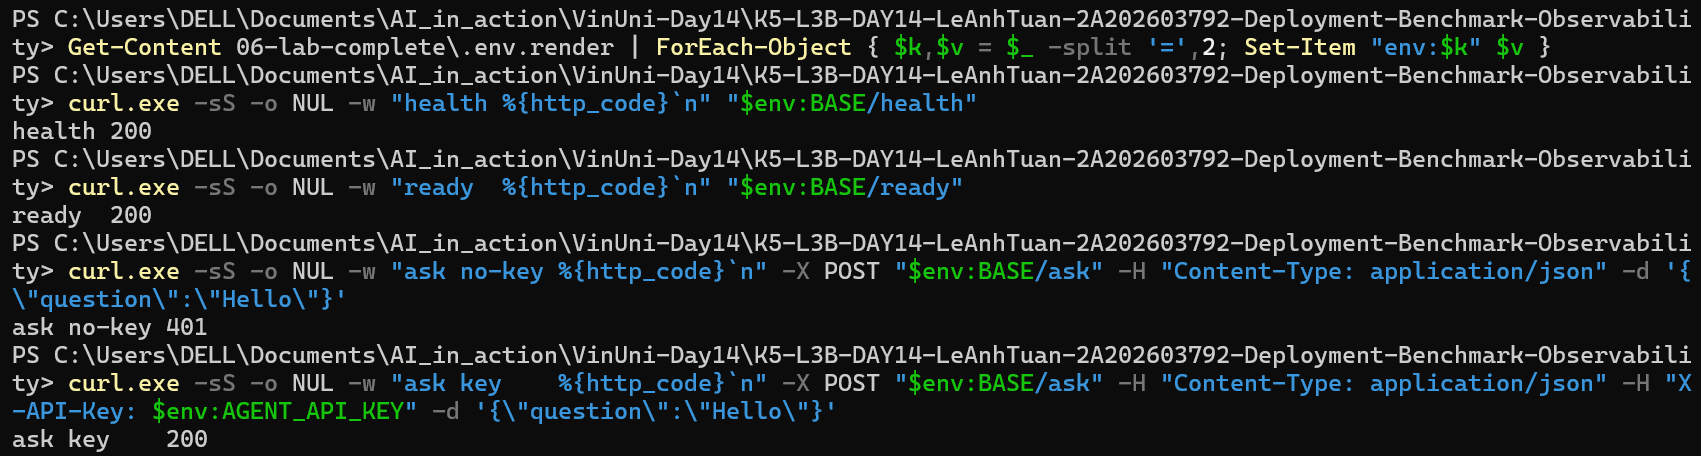 PS C:\Users\DELL\Documents\AI_in_action\VinUni-Day14\K5-L3B-DAY14-LeAnhTuan-2A202603792-Deployment-Benchmark-Observabili
ty> Get-Content 06-lab-complete\.env.render | ForEach-Object { $k,$v = $_ -split '=',2; Set-Item "env:$k" $v }
PS C:\Users\DELL\Documents\AI_in_action\VinUni-Day14\K5-L3B-DAY14-LeAnhTuan-2A202603792-Deployment-Benchmark-Observabili
ty> curl.exe -sS -o NUL -w "health %{http_code}`n" "$env:BASE/health"
health 200
PS C:\Users\DELL\Documents\AI_in_action\VinUni-Day14\K5-L3B-DAY14-LeAnhTuan-2A202603792-Deployment-Benchmark-Observabili
ty> curl.exe -sS -o NUL -w "ready  %{http_code}`n" "$env:BASE/ready"
ready  200
PS C:\Users\DELL\Documents\AI_in_action\VinUni-Day14\K5-L3B-DAY14-LeAnhTuan-2A202603792-Deployment-Benchmark-Observabili
ty> curl.exe -sS -o NUL -w "ask no-key %{http_code}`n" -X POST "$env:BASE/ask" -H "Content-Type: application/json" -d '{
\"question\":\"Hello\"}'
ask no-key 401
PS C:\Users\DELL\Documents\AI_in_action\VinUni-Day14\K5-L3B-DAY14-LeAnhTuan-2A202603792-Deployment-Benchmark-Observabili
ty> curl.exe -sS -o NUL -w "ask key    %{http_code}`n" -X POST "$env:BASE/ask" -H "Content-Type: application/json" -H "X
-API-Key: $env:AGENT_API_KEY" -d '{\"question\":\"Hello\"}'
ask key    200